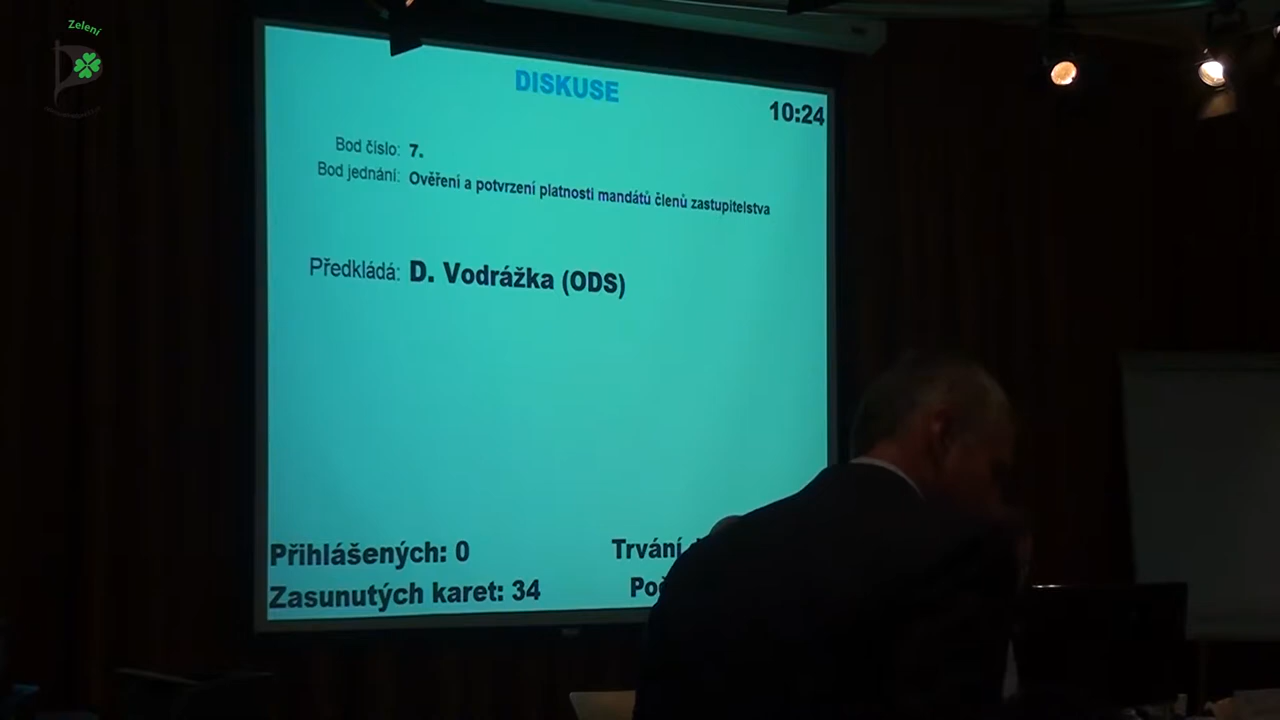 Zelení
DISKUSE
10:24
Bod číslo: 7.
Bod jednání: Ověření a potvrzení platnosti mandátů členů zastupitelstva
Předkládá: D. Vodrážka (ODS)
Přihlášených: 0
Trvání
Zasunutých karet: 34